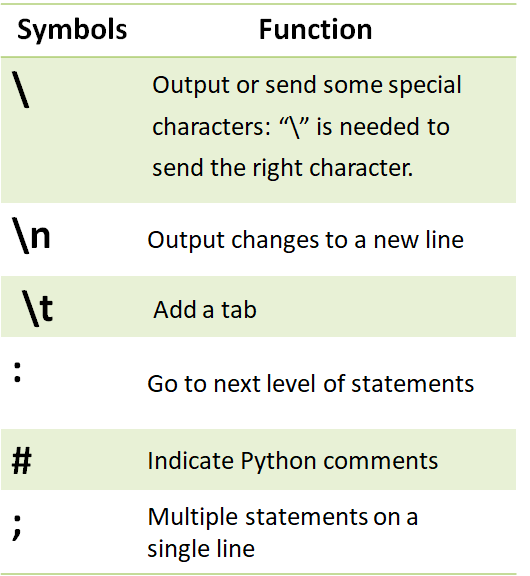 Symbols Function
\ Output or send some special
characters: “\” is needed to
send the right character.
\n Output changes to a new line
\t Add a tab
: Go to next level of statements
# Indicate Python comments
; Multiple statements on a
single line